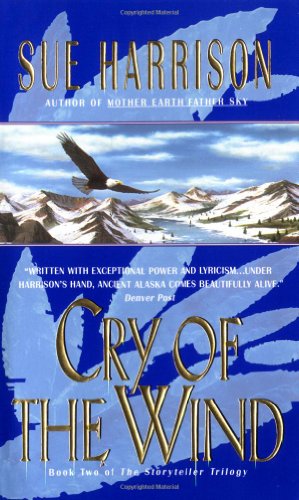 SUE HARRISON
AUTHOR OF MOTHER EARTH FATHER SKY
"WRITTEN WITH EXCEPTIONAL POWER AND LYRICISM...UNDER
HARRISON'S HAND, ANCIENT ALASKA COMES BEAUTIFULLY ALIVE."
Denver Post
CRY OF
THE WIND
Book Two of The Storyteller Trilogy